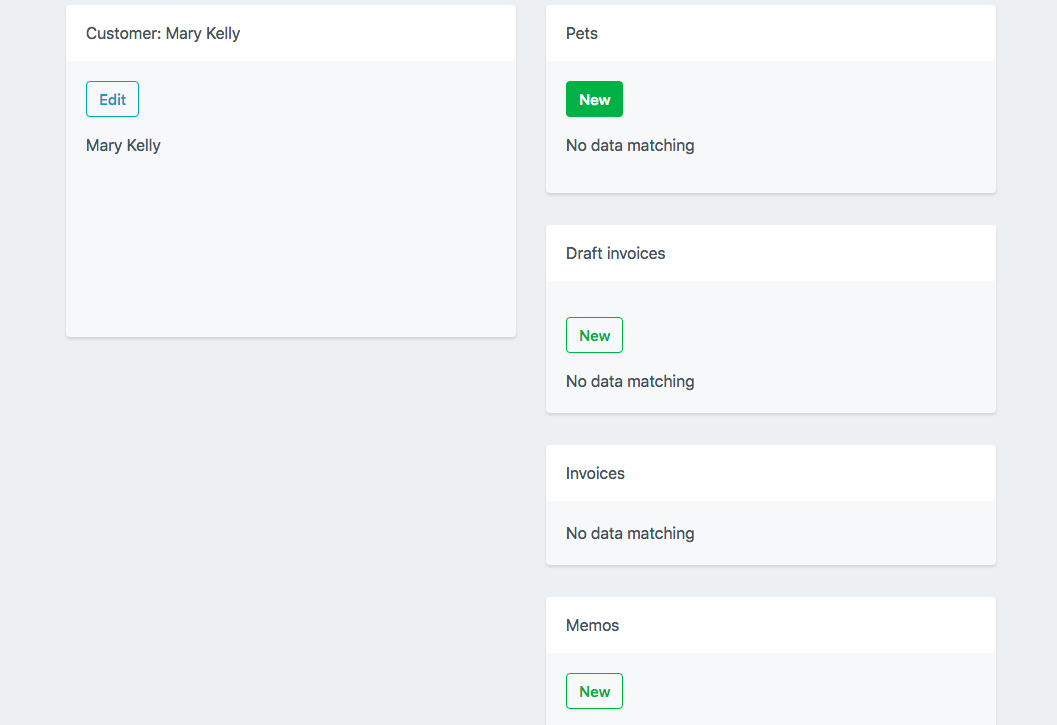 Customer: Mary Kelly
Edit
Mary Kelly
Pets
New
No data matching
Draft invoices
New
No data matching
Invoices
No data matching
Memos
New